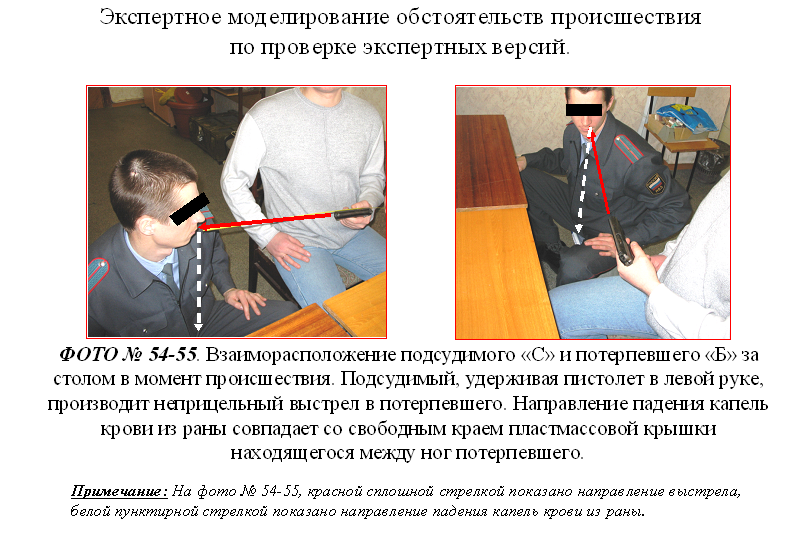 Экспертное моделирование обстоятельств происшествия
по проверке экспертных версий.
ФОТО № 54-55. Взаиморасположение подсудимого «С» и потерпевшего «Б» за
столом в момент происшествия. Подсудимый, удерживая пистолет в левой руке,
производит неприцельный выстрел в потерпевшего. Направление падения капель
крови из раны совпадает со свободным краем пластмассовой крышки
находящегося между ног потерпевшего.
Примечание: На фото № 54-55, красной сплошной стрелкой показано направление выстрела,
белой пунктирной стрелкой показано направление падения капель крови из раны.